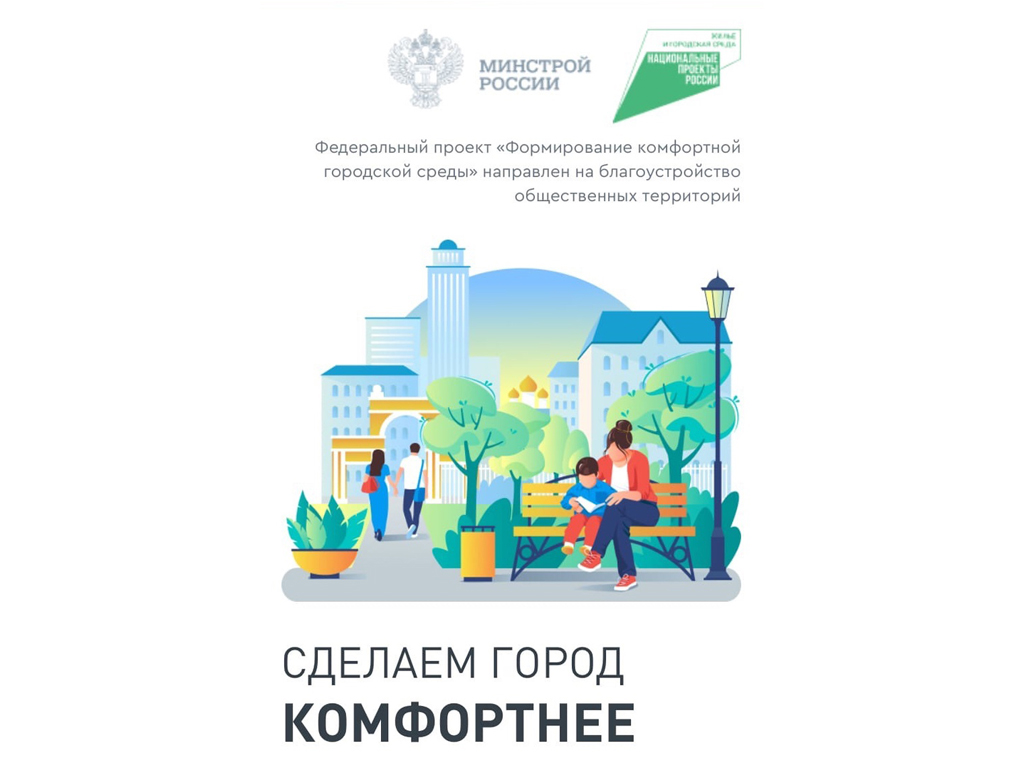 МИНСТРОЙ
РОССИИ
ЖИЛЬЁ
И ГОРОДСКАЯ СРЕДА
НАЦИОНАЛЬНЫЕ
ПРОЕКТЫ
РОССИИ
Федеральный проект «Формирование комфортной
городской среды» направлен на благоустройство
общественных территорий
СДЕЛАЕМ ГОРОД
КОМФОРТНЕЕ